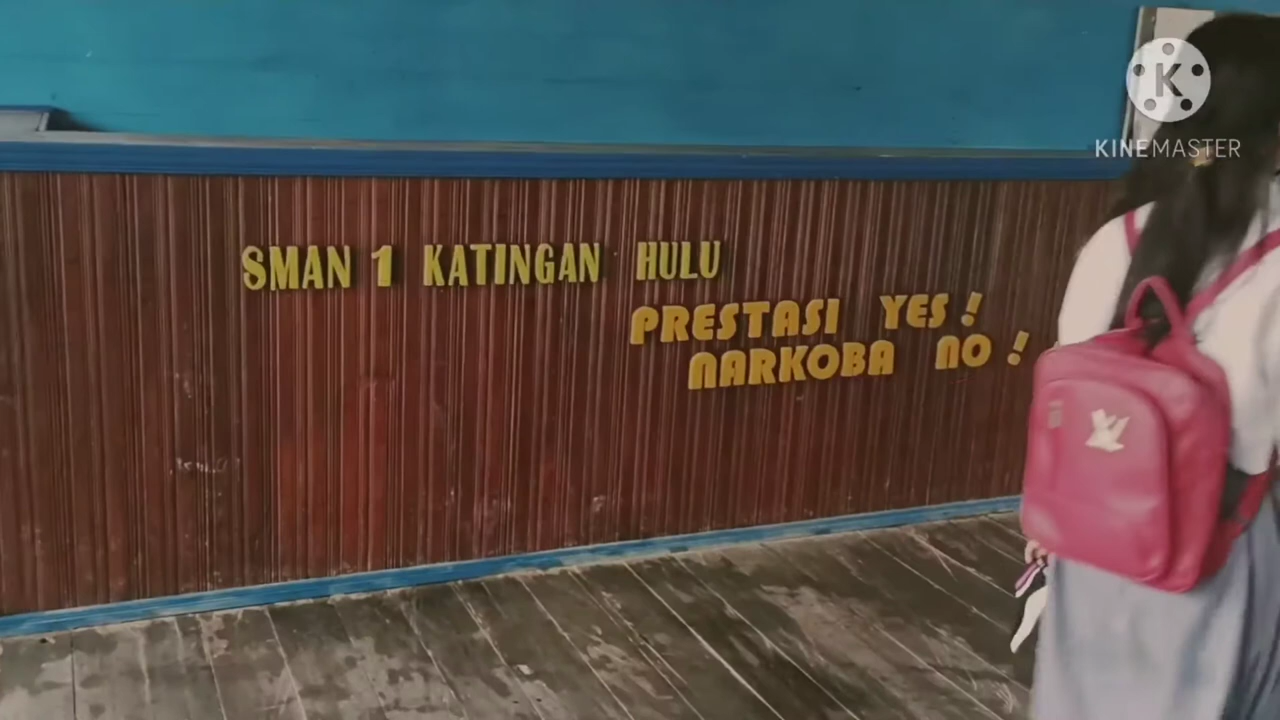 SMAN 1 KATINGAN HULU
PRESTASI YES !
NARKOBA NO !
K
KINEMASTER